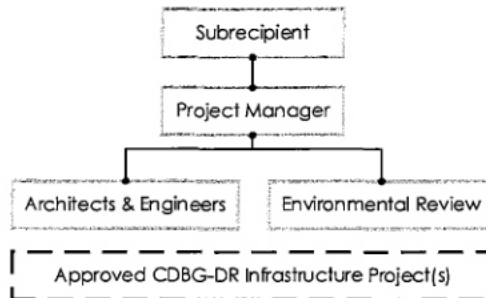 Subrecipient
Project Manager
Architects & Engineers
Environmental Review
Approved CDBG-DR Infrastructure Project(s)